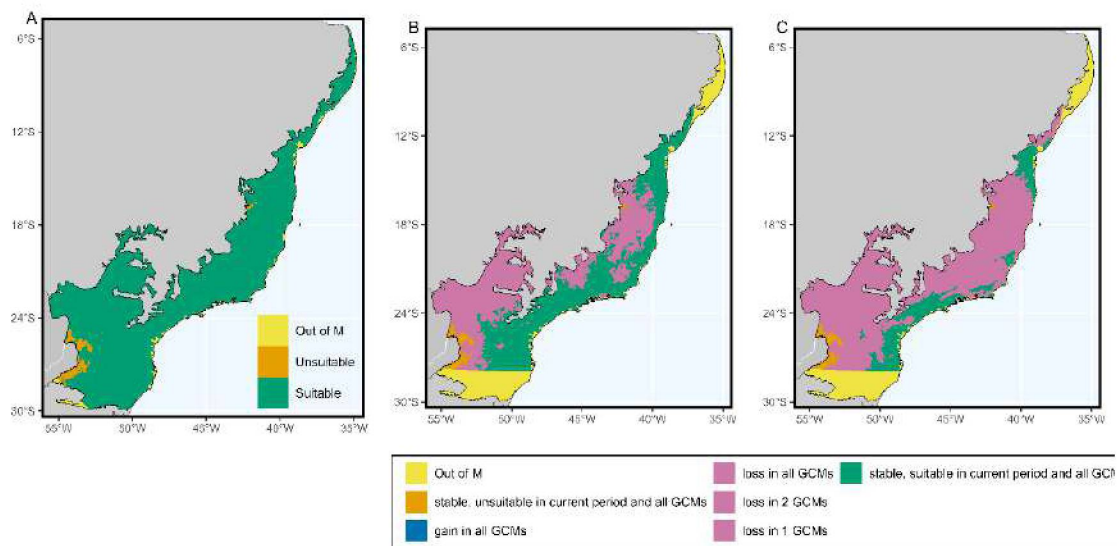 A
B
C
6°S
12°S
18°S
24°S
30°S
55°W
50°W
45°W
40°W
35°W
Out of M
Unsuitable
Suitable
6°S
12°S
18°S
24°S
30°S
55°W
50°W
45°W
40°W
35°W
6°S
12°S
18°S
24°S
30°S
55°W
50°W
45°W
40°W
35°W
Out of M
stable, unsuitable in current period and all GCMs
gain in all GCMs
loss in all GCMs
loss in 2 GCMs
loss in 1 GCMs
stable, suitable in current period and all GCM